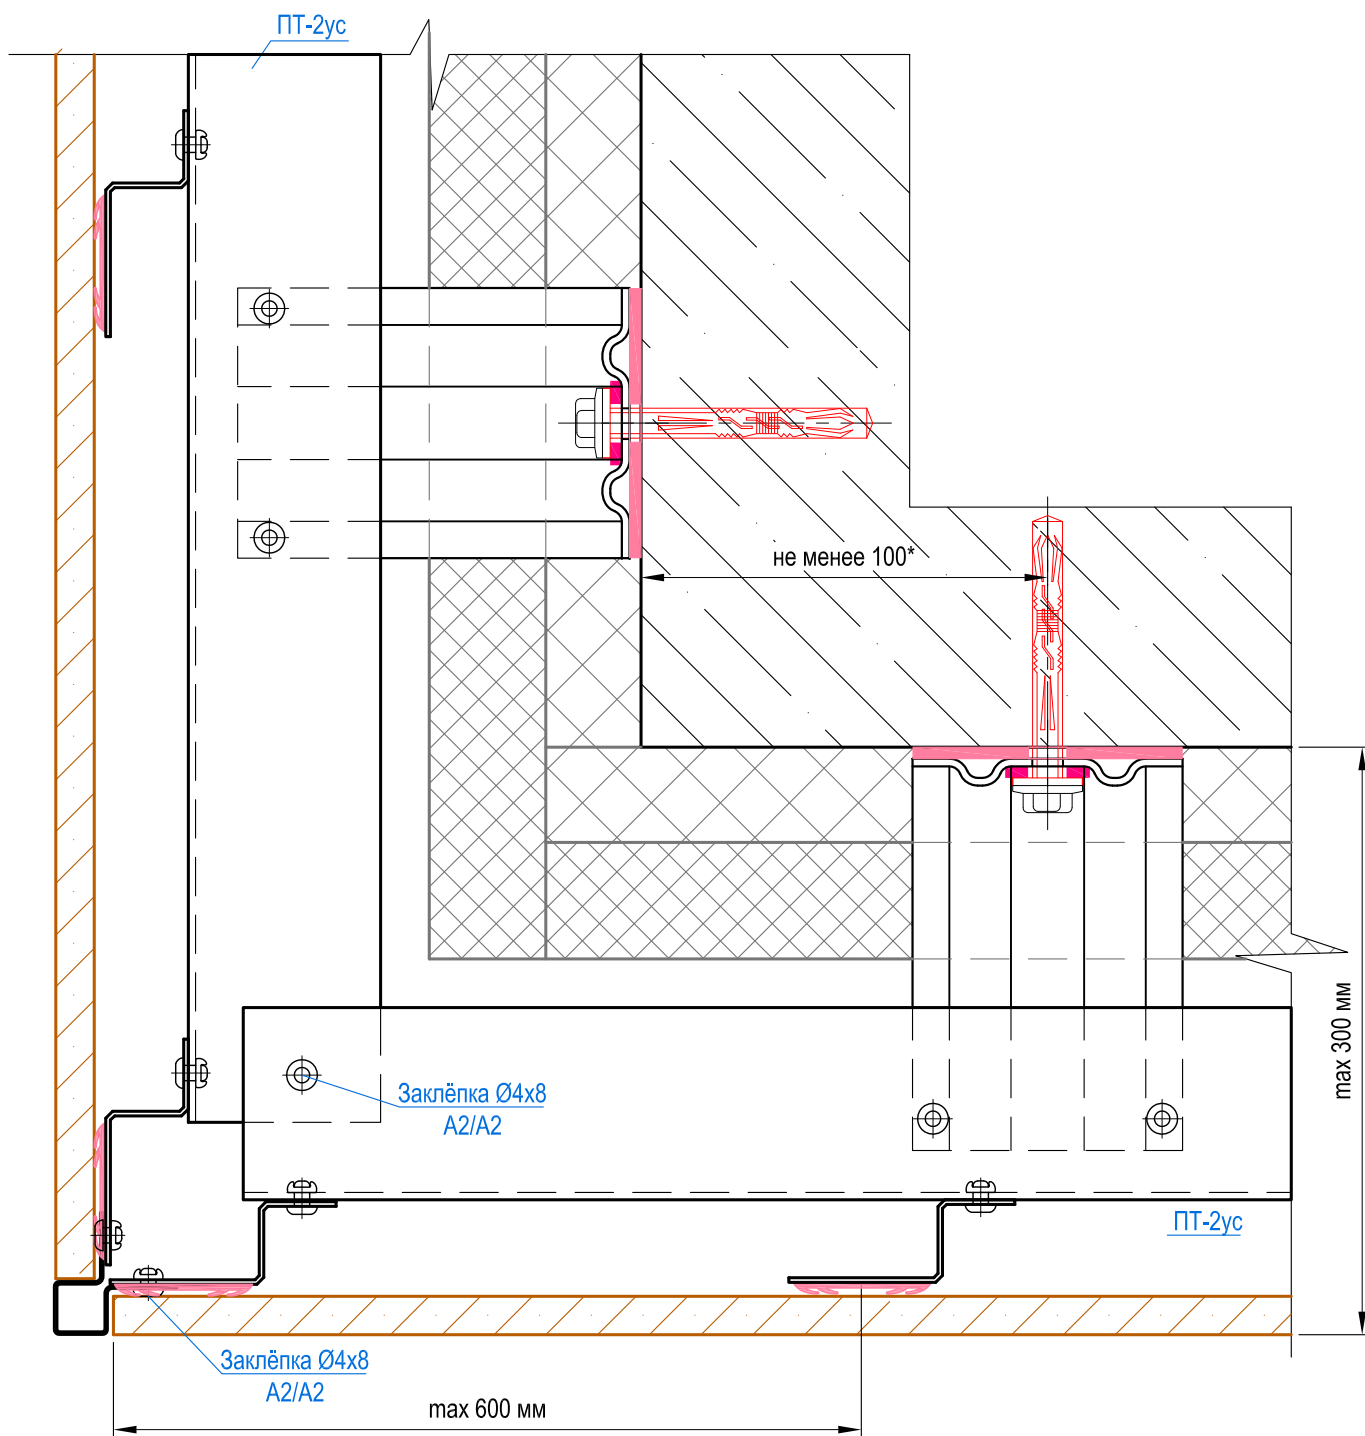 ПТ-2ус
не менее 100*
max 300 мм
Заклёпка Ø4х8
А2/А2
ПТ-2ус
Заклёпка Ø4х8
А2/А2
max 600 мм